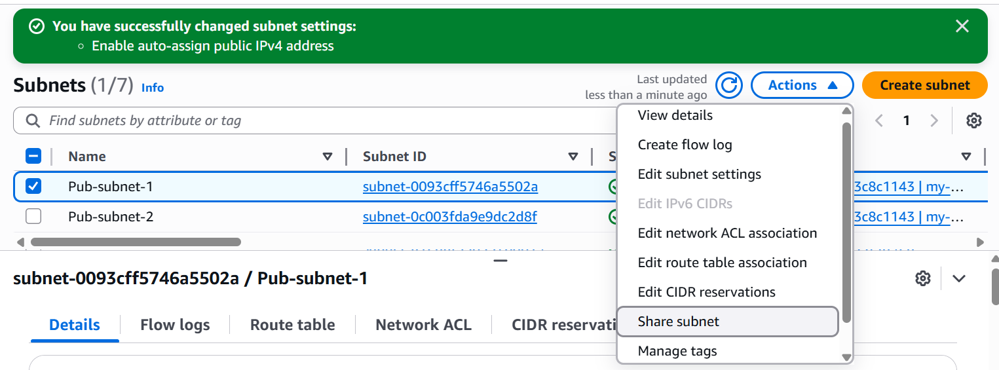 You have successfully changed subnet settings:
Enable auto-assign public IPv4 address
Subnets (1/7) Info
Last updated
less than a minute ago
Actions
Create subnet
Find subnets by attribute or tag
1
View details
Create flow log
Edit subnet settings
Edit IPv6 CIDRs
Edit network ACL association
Edit route table association
Edit CIDR reservations
Share subnet
Manage tags
Name Subnet ID S
Pub-subnet-1 subnet-0093cff5746a5502a 3c8c1143 | my-...
Pub-subnet-2 subnet-0c003fda9e9dc2d8f 3c8c1143 | my-...
subnet-0093cff5746a5502a / Pub-subnet-1
Details Flow logs Route table Network ACL CIDR reservati